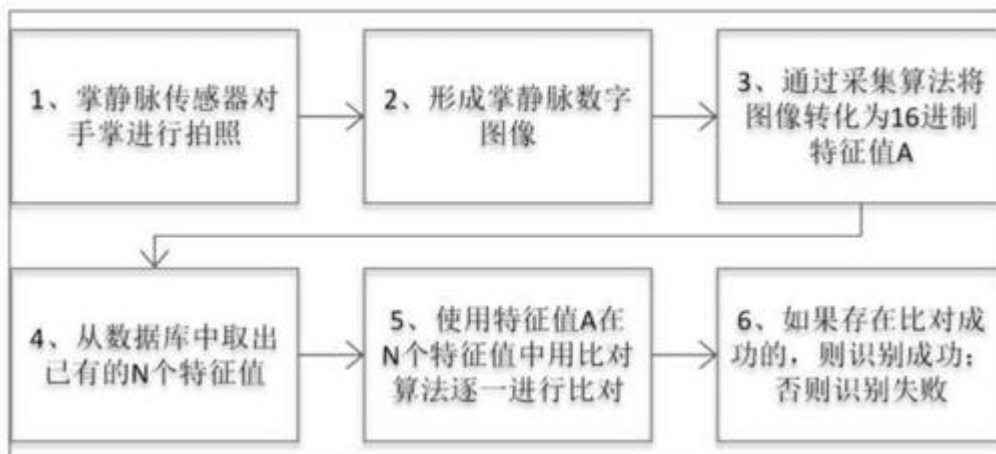 1、掌静脉传感器对
手掌进行拍照
2、形成掌静脉数字
图像
3、通过采集算法将
图像转化为16进制
特征值A
4、从数据库中取出
已有的N个特征值
5、使用特征值A在
N个特征值中用比对
算法逐一进行比对
6、如果存在比对成
功的，则识别成功；
否则识别失败